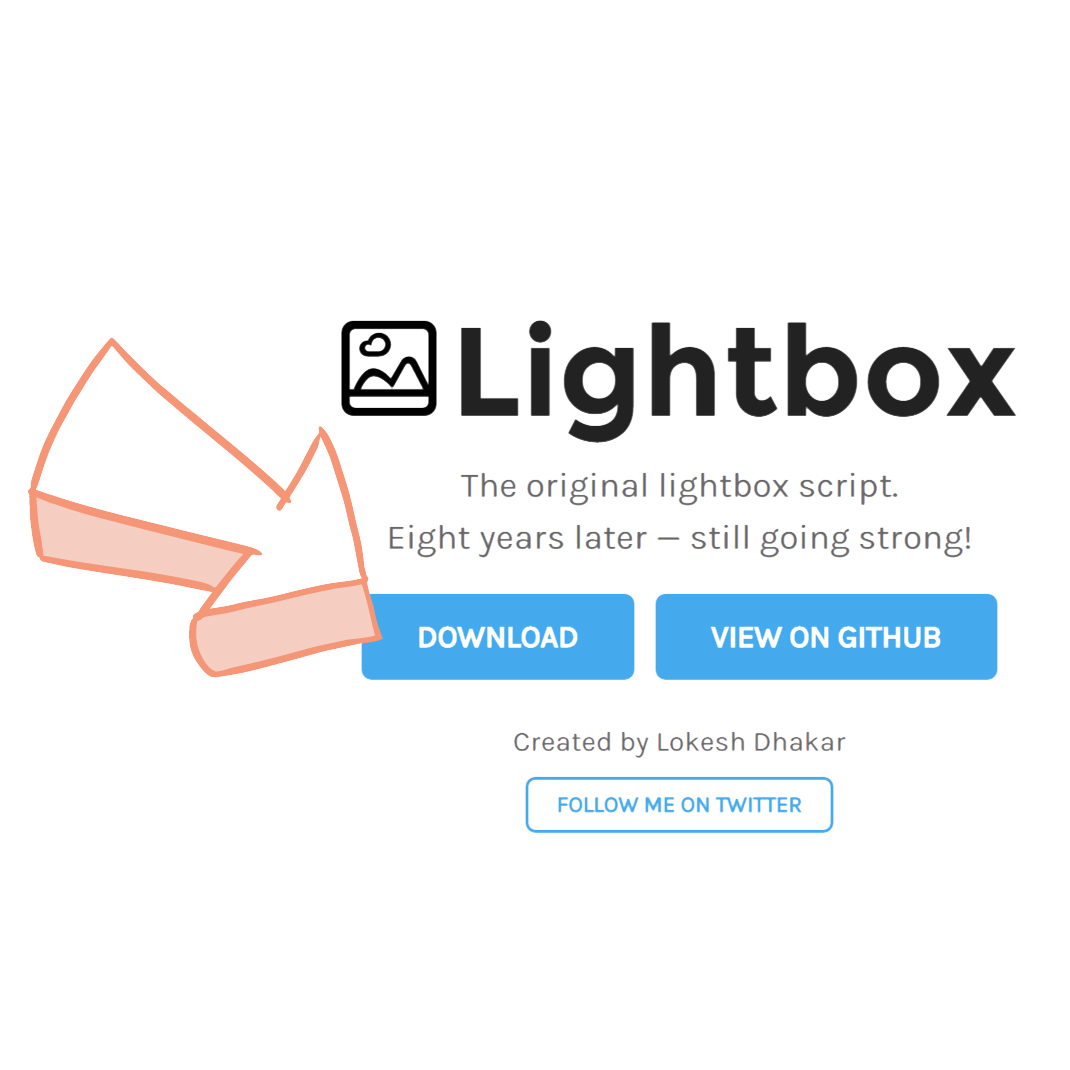 Lightbox
The original lightbox script.
Eight years later – still going strong!
DOWNLOAD
VIEW ON GITHUB
Created by Lokesh Dhakar
FOLLOW ME ON TWITTER